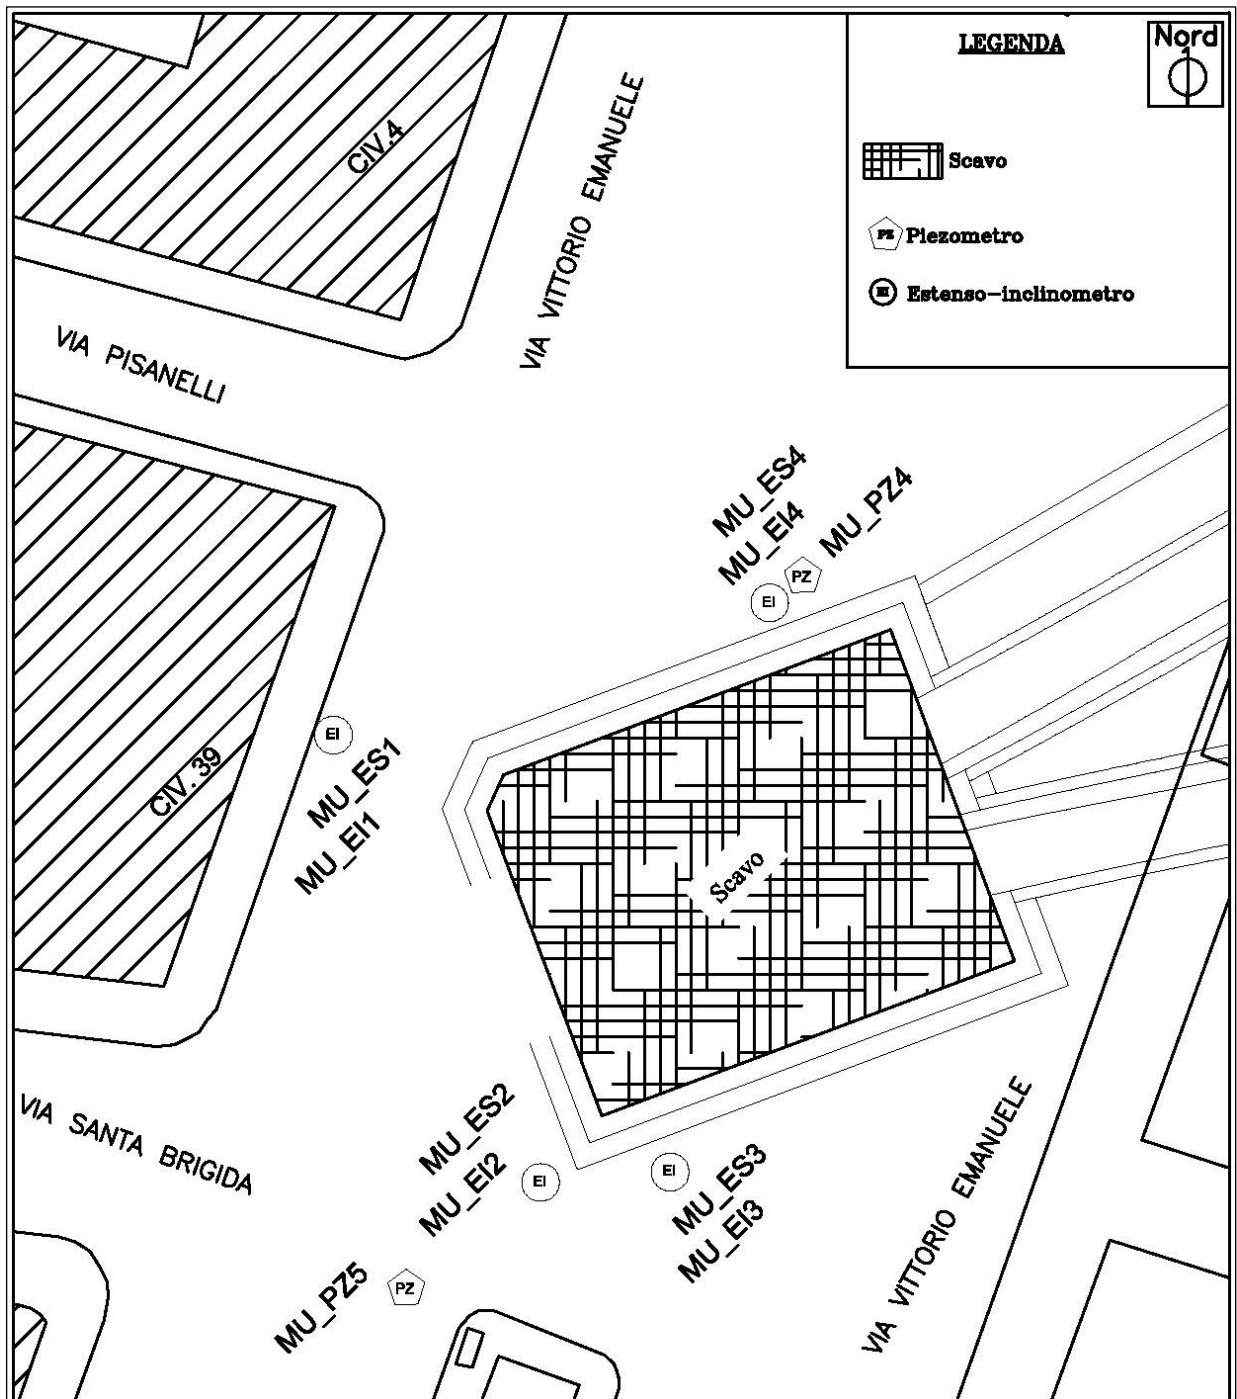 LEGENDA
Nord
Scavo
PZ Piezometro
EI Estenso-inclinometro
CIV.4
VIA VITTORIO EMANUELE
VIA PISANELLI
MU_ES4
MU_EI4
MU_PZ4
PZ
EI
EI
MU_ES1
MU_EI1
CIV. 39
Scavo
VIA SANTA BRIGIDA
MU_ES2
MU_EI2
EI
EI
MU_ES3
MU_EI3
VIA VITTORIO EMANUELE
MU_PZ5
PZ